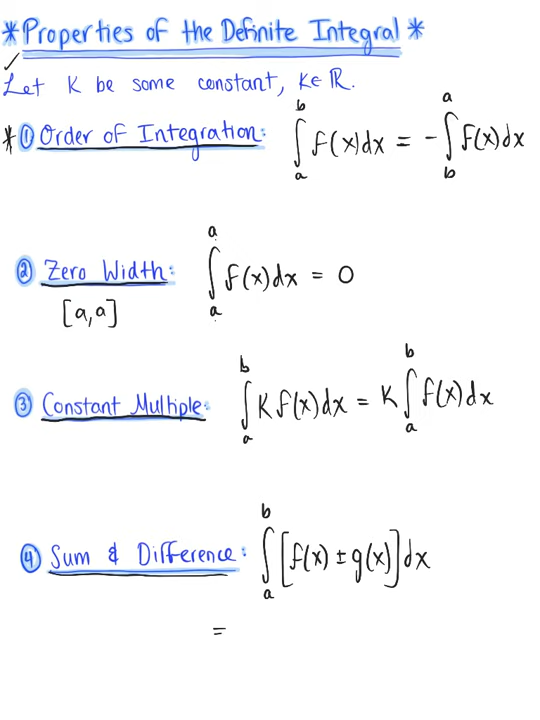 *Properties of the Definite Integral*
✓
Let K be some constant, K∈ℝ.
* ① Order of Integration: ∫_a^b f(x)dx = -∫_b^a f(x)dx
② Zero Width: ∫_a^a f(x)dx = 0
[a,a]
③ Constant Multiple: ∫_a^b K f(x)dx = K∫_a^b f(x)dx
④ Sum & Difference: ∫_a^b [f(x) ± g(x)]dx
=